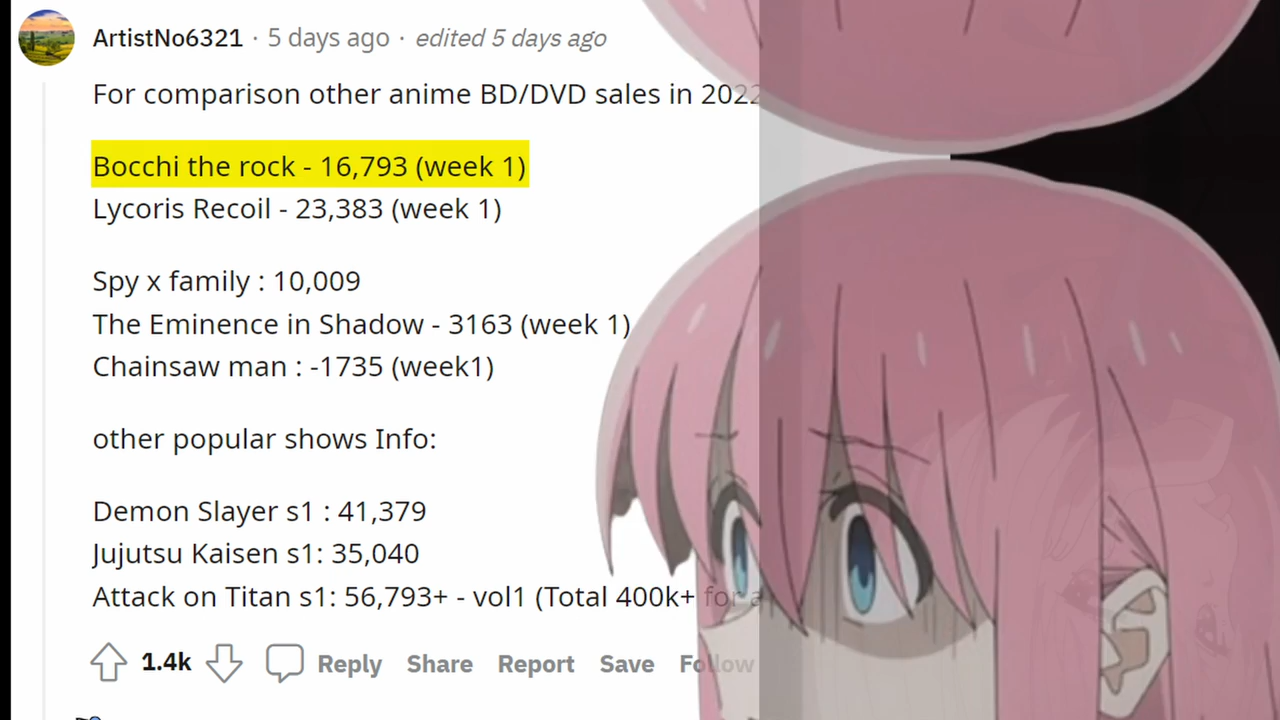 ArtistNo6321 · 5 days ago · edited 5 days ago
For comparison other anime BD/DVD sales in 2022
Bocchi the rock - 16,793 (week 1)
Lycoris Recoil - 23,383 (week 1)
Spy x family : 10,009
The Eminence in Shadow - 3163 (week 1)
Chainsaw man : -1735 (week1)
other popular shows Info:
Demon Slayer s1 : 41,379
Jujutsu Kaisen s1: 35,040
Attack on Titan s1: 56,793+ - vol1 (Total 400k+ for a
1.4k Reply Share Report Save Follow